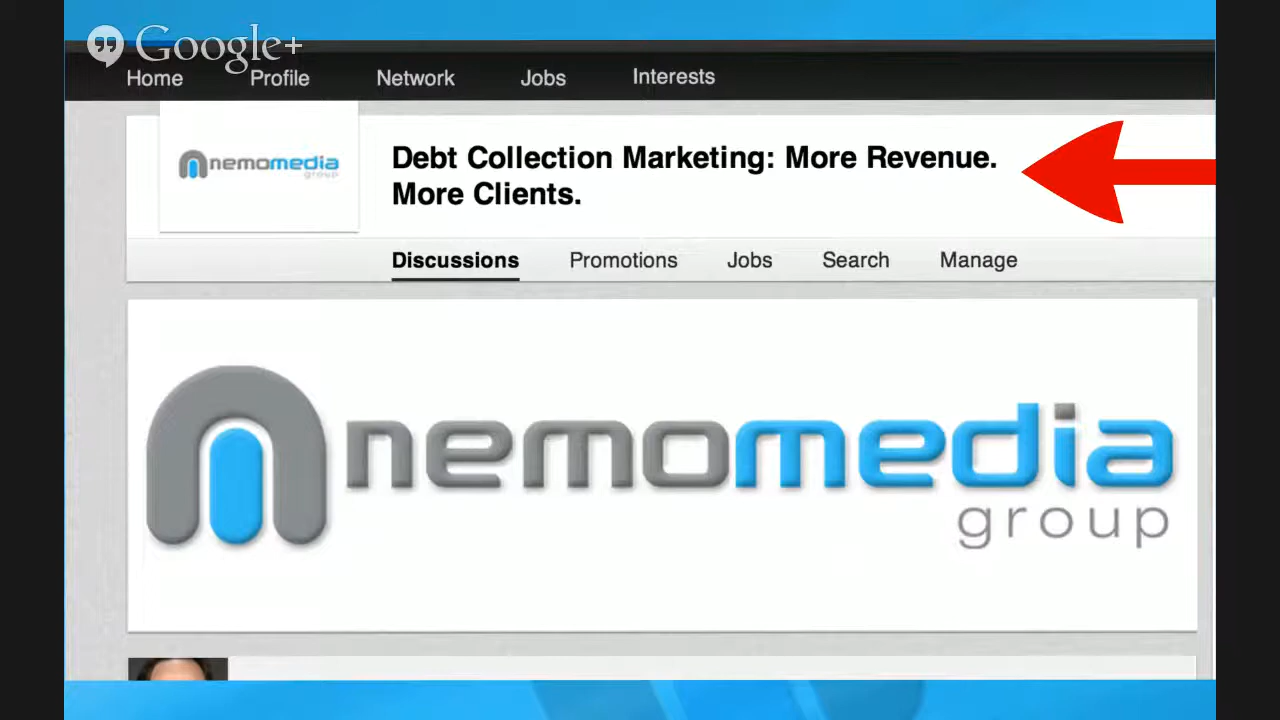 Google+
Home Profile Network Jobs Interests
nemomedia
group
Debt Collection Marketing: More Revenue.
More Clients.
Discussions Promotions Jobs Search Manage
nemomedia
group